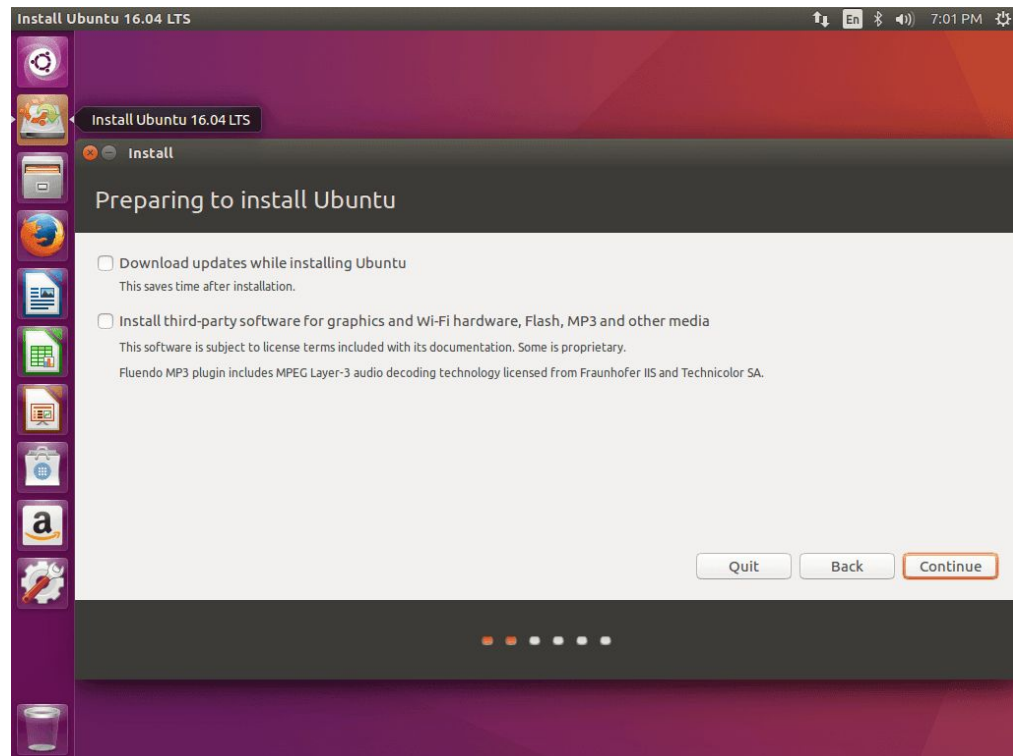 Install Ubuntu 16.04 LTS
En
7:01 PM
Install Ubuntu 16.04 LTS
Install
Preparing to install Ubuntu
Download updates while installing Ubuntu
This saves time after installation.
Install third-party software for graphics and Wi-Fi hardware, Flash, MP3 and other media
This software is subject to license terms included with its documentation. Some is proprietary.
Fluendo MP3 plugin includes MPEG Layer-3 audio decoding technology licensed from Fraunhofer IIS and Technicolor SA.
a
Quit Back Continue